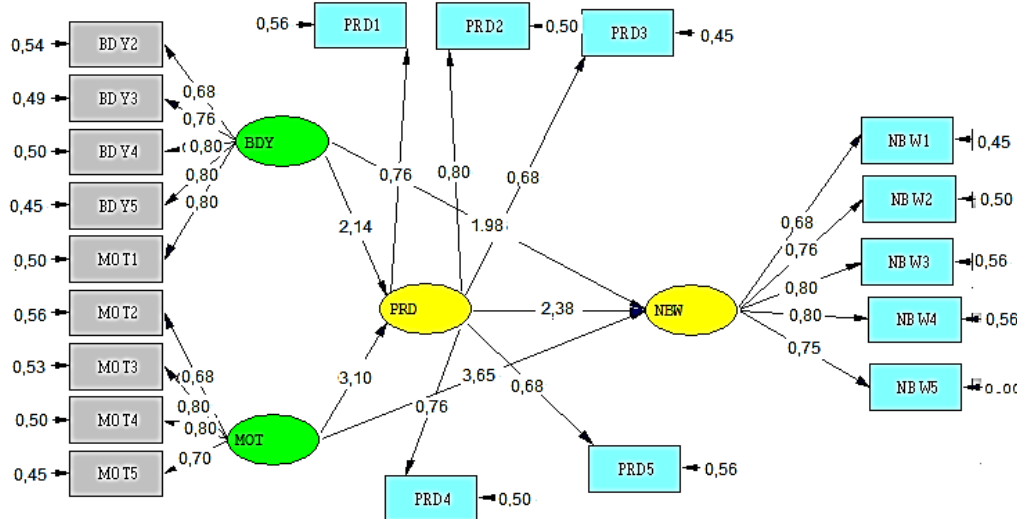 0,56 PRD1
PRD2 0,50
PRD3 0,45
0,54 BDY2
0,49 BDY3
0,50 BDY4
0,45 BDY5
0,50 MOT1
0,56 MOT2
0,53 MOT3
0,50 MOT4
0,45 MOT5
0,68
0,76
0,80
0,80
0,80
BDY
0,76
0,80
0,68
2,14
1.98
PRD
2,38
NBW
3,10
3,65
0,68
0,80
0,80
0,70
MOT
0,76
0,68
PRD4 0,50
PRD5 0,56
0,68
0,76
0,80
0,80
0,75
NBW1 0,45
NBW2 0,50
NBW3 0,56
NBW4 0,56
NBW5 0.00